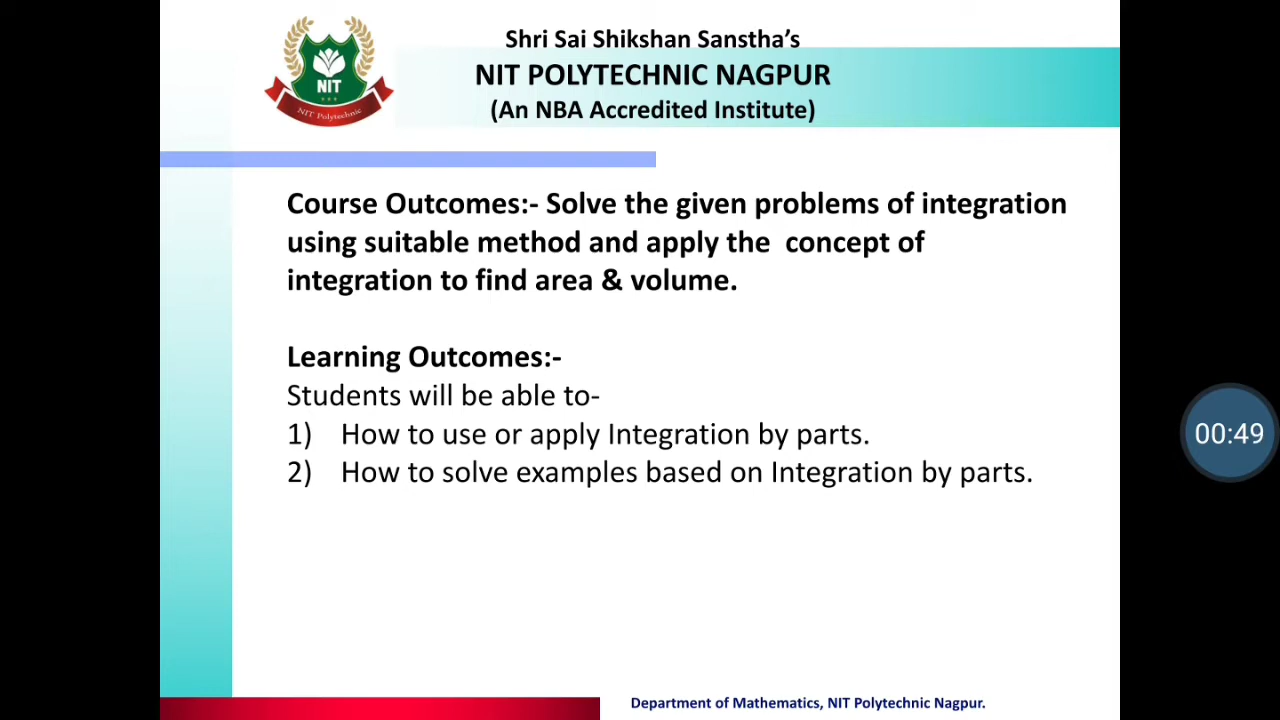 Shri Sai Shikshan Sanstha's
NIT POLYTECHNIC NAGPUR
(An NBA Accredited Institute)
NIT
NIT Polytechnic
Course Outcomes:- Solve the given problems of integration
using suitable method and apply the concept of
integration to find area & volume.
Learning Outcomes:-
Students will be able to-
1) How to use or apply Integration by parts.
2) How to solve examples based on Integration by parts.
00:49
Department of Mathematics, NIT Polytechnic Nagpur.